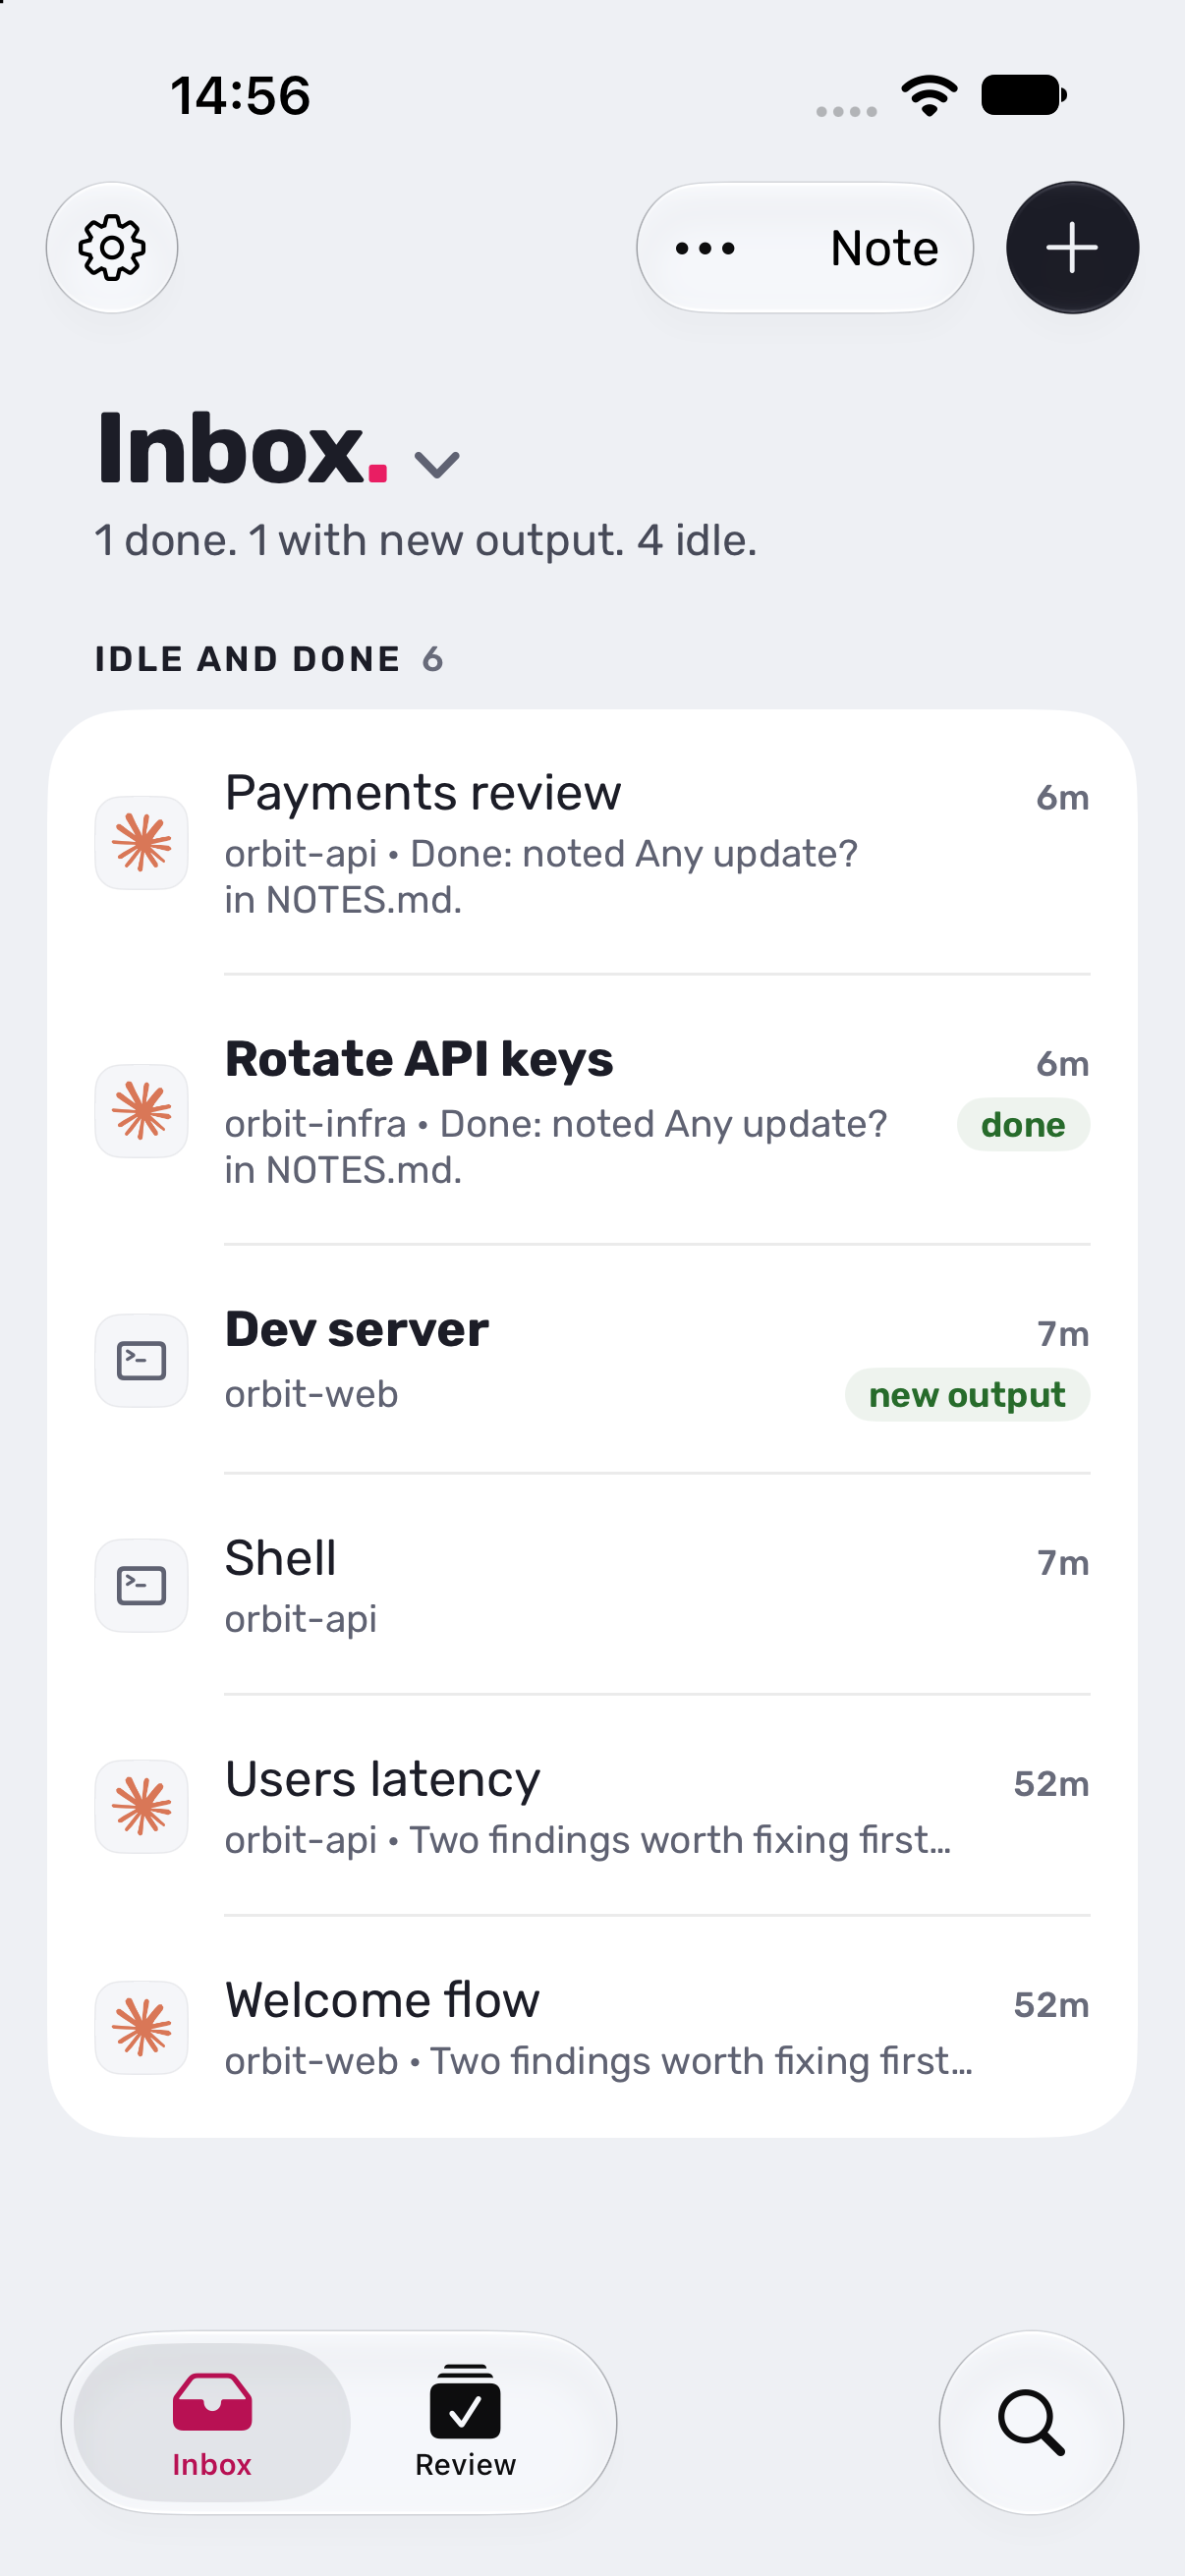 14:56
Note
Inbox.
1 done. 1 with new output. 4 idle.
IDLE AND DONE 6
Payments review 6m
orbit-api • Done: noted Any update?
in NOTES.md.
Rotate API keys 6m
orbit-infra • Done: noted Any update? done
in NOTES.md.
Dev server 7m
orbit-web new output
Shell 7m
orbit-api
Users latency 52m
orbit-api • Two findings worth fixing first...
Welcome flow 52m
orbit-web • Two findings worth fixing first...
Inbox Review